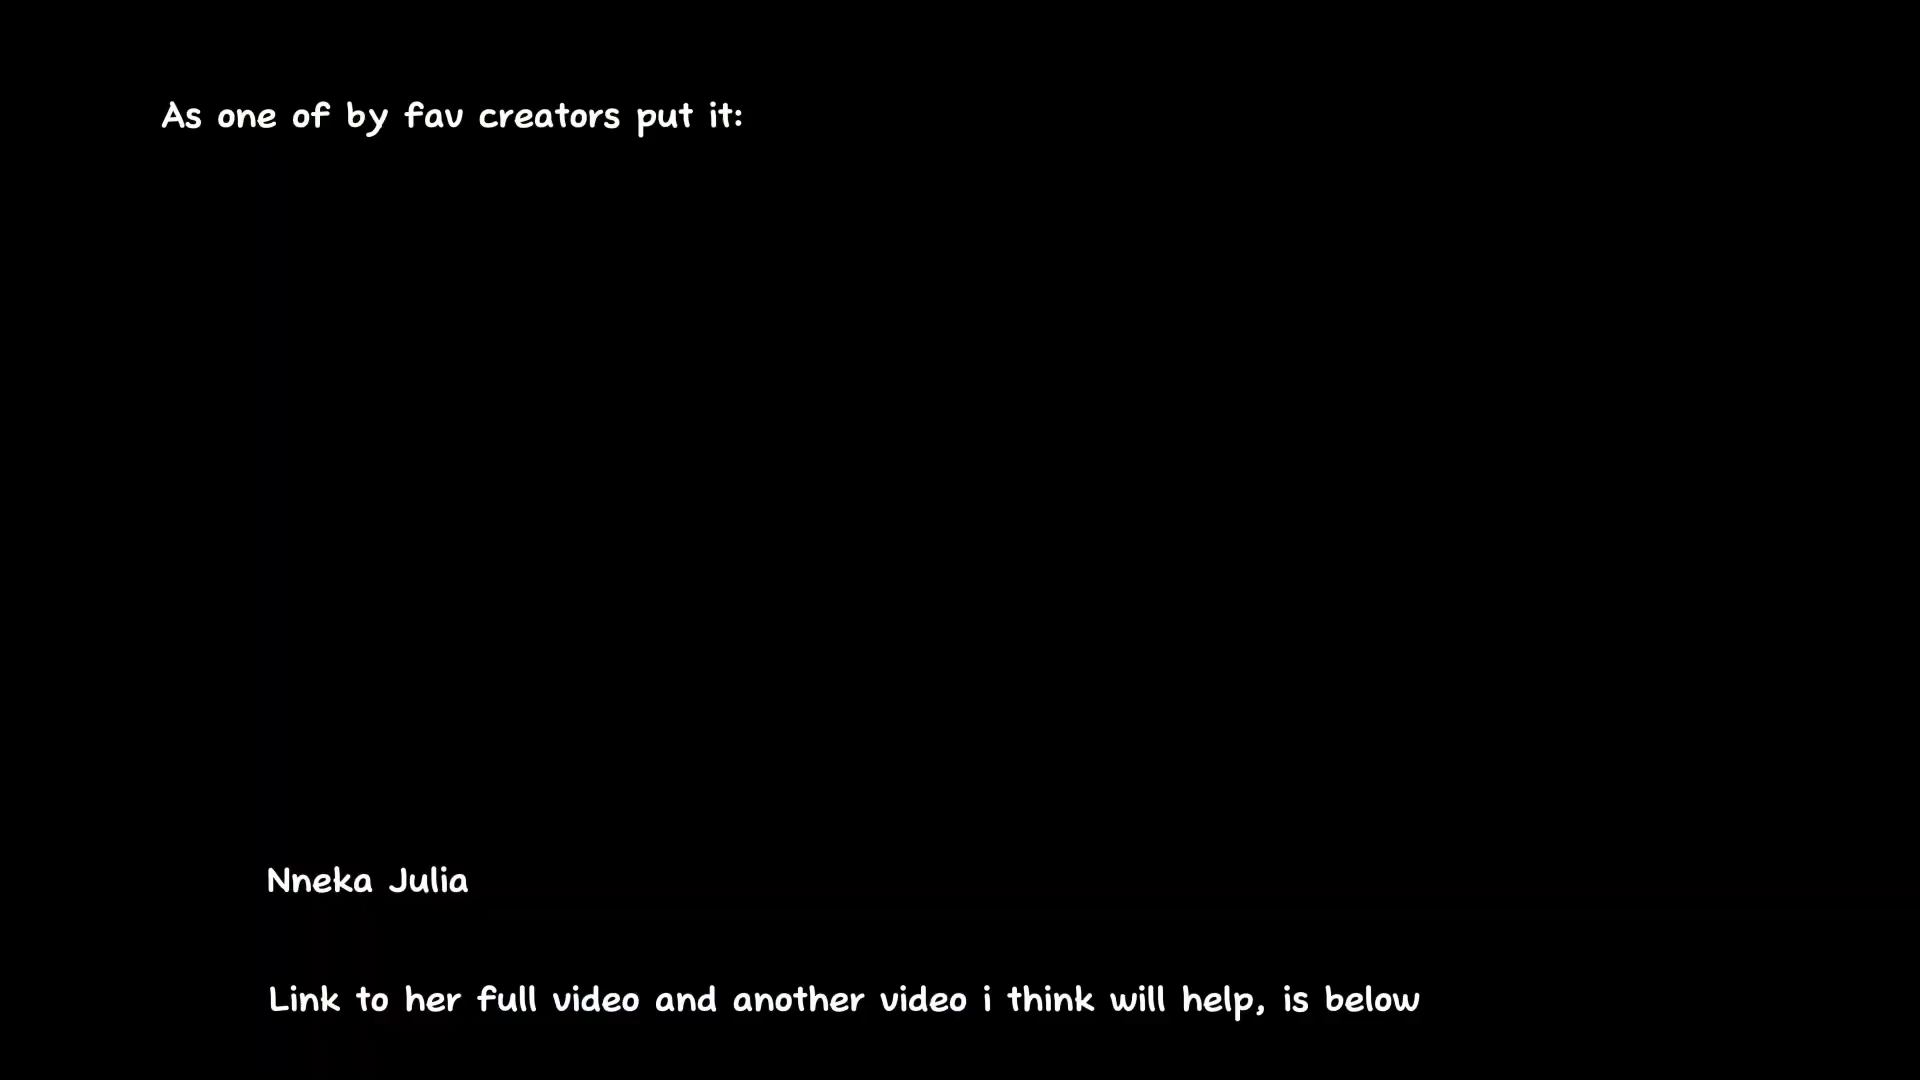 As one of by fav creators put it:
Nneka Julia
Link to her full video and another video i think will help, is below